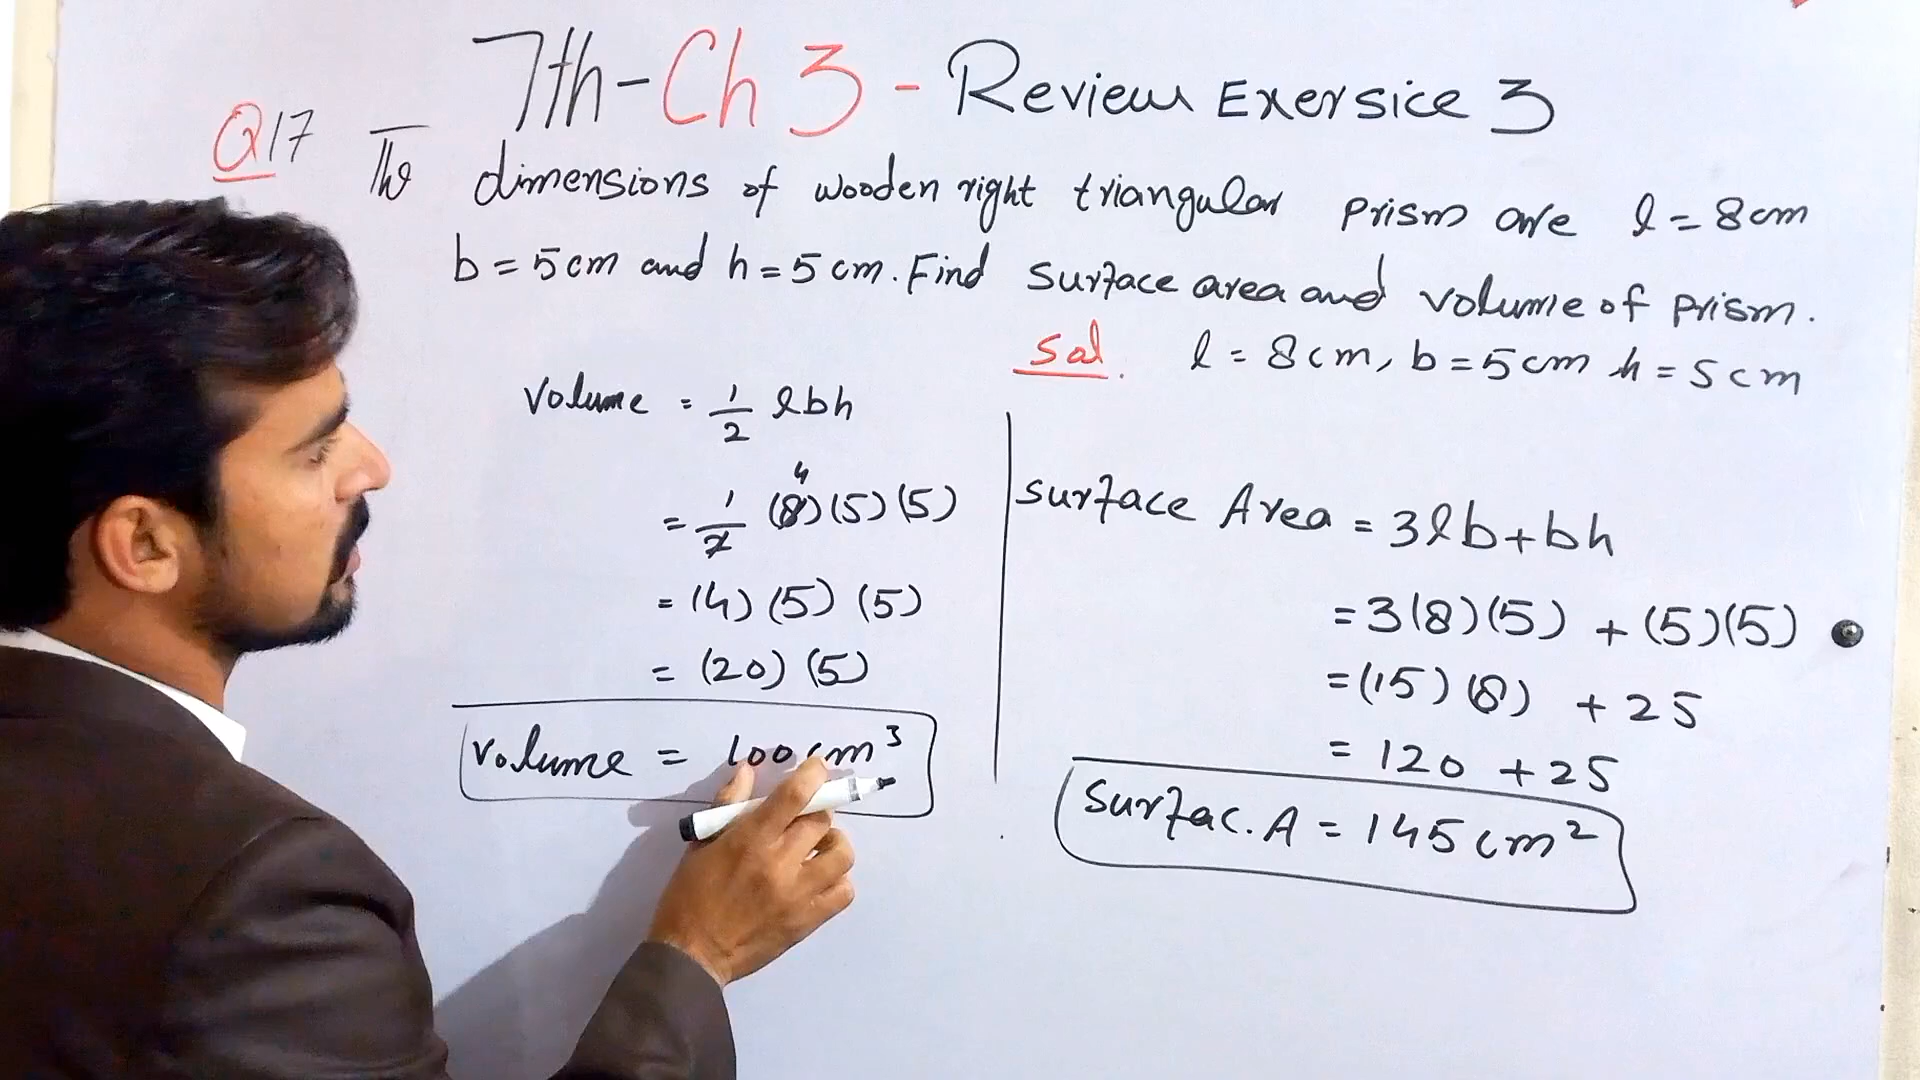 7th-Ch 3 - Review Exersice 3
Q17 The dimensions of wooden right triangular prism are l = 8cm
b = 5cm and h = 5cm. Find surface area and volume of prism.
Sol. l = 8cm, b = 5cm h = 5cm
Volume = 1/2 lbh
4
= 1/2 (8)(5)(5)
= (4)(5)(5)
= (20)(5)
Volume = 100cm³
Surface Area = 3lb+bh
= 3(8)(5) + (5)(5)
= (15)(8) + 25
= 120 + 25
Surfac. A = 145cm²